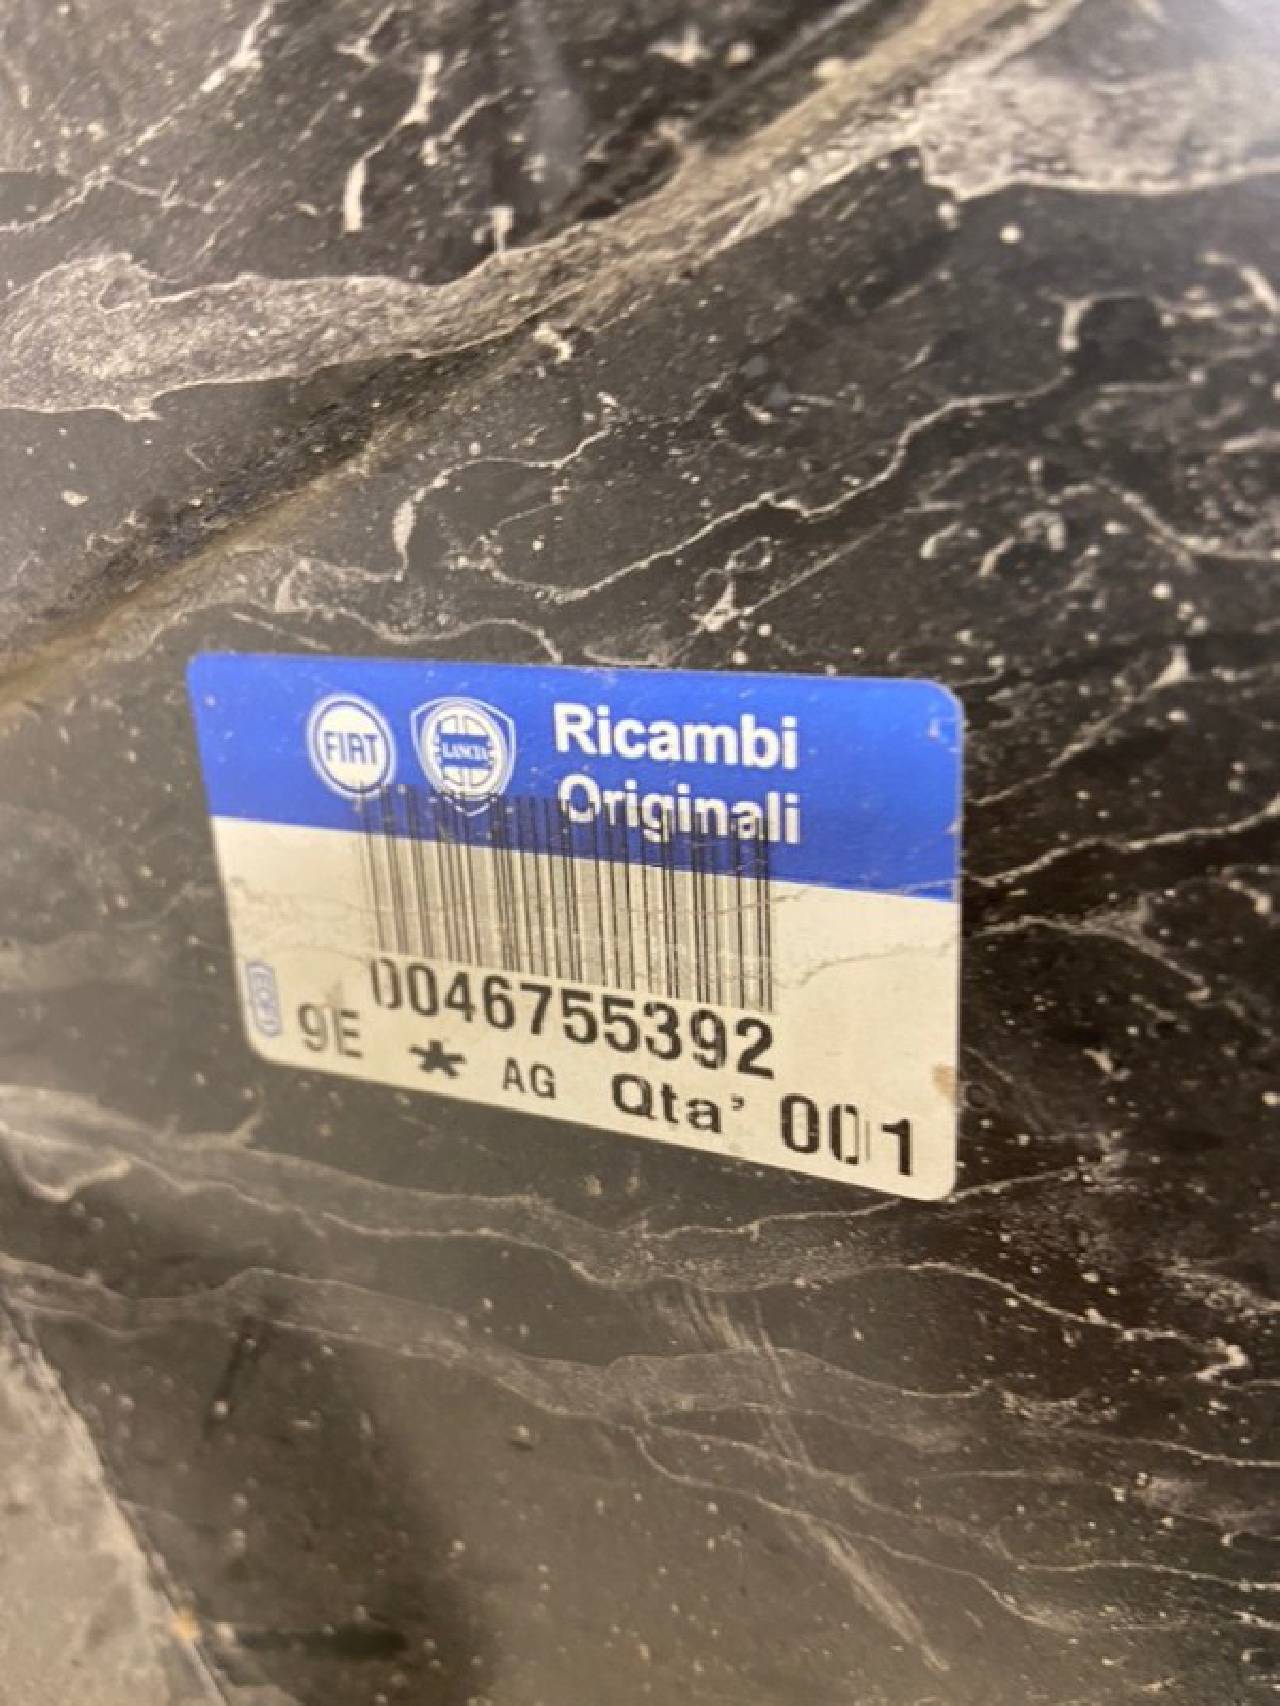 FIAT
LANCIA
Ricambi
Originali
0046755392
9E * AG Qta' 001